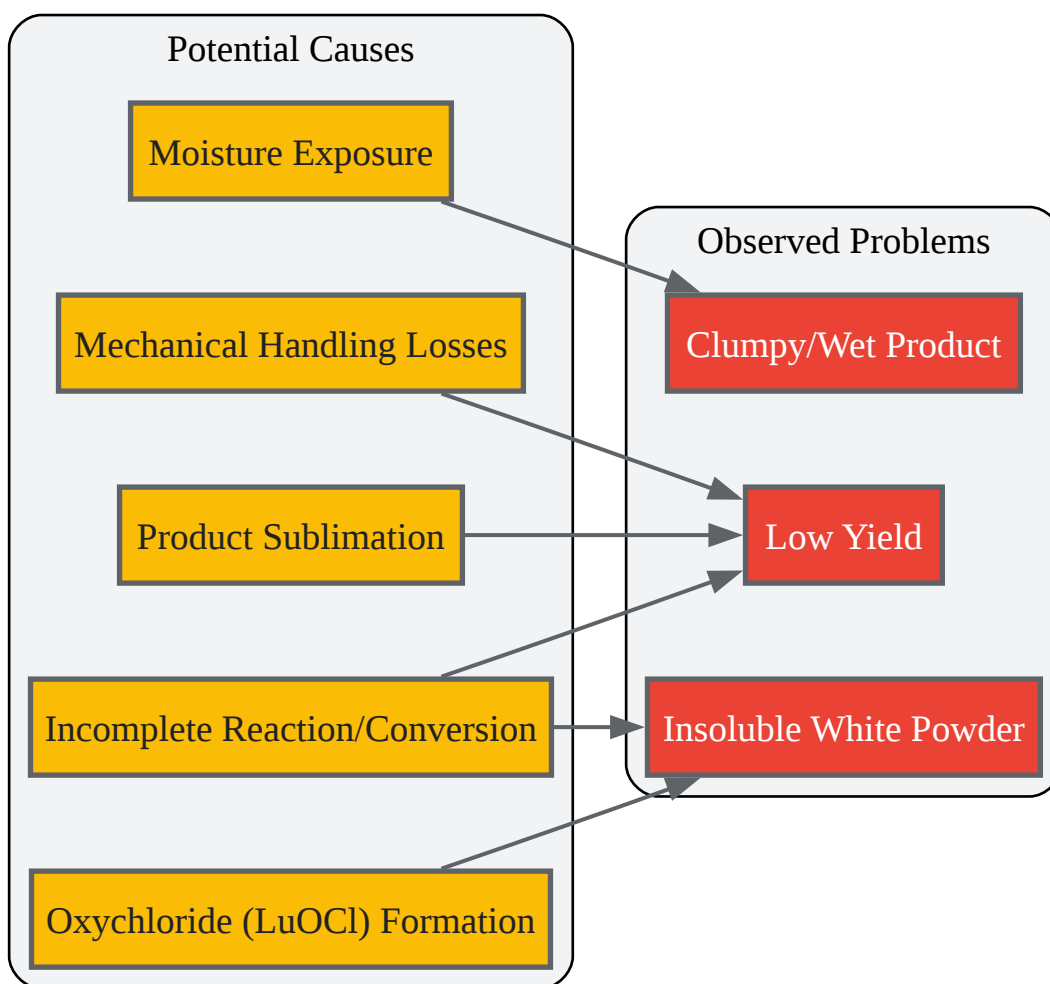 Potential Causes
Moisture Exposure
Mechanical Handling Losses
Product Sublimation
Incomplete Reaction/Conversion
Oxychloride (LuOCl) Formation
Observed Problems
Clumpy/Wet Product
Low Yield
Insoluble White Powder